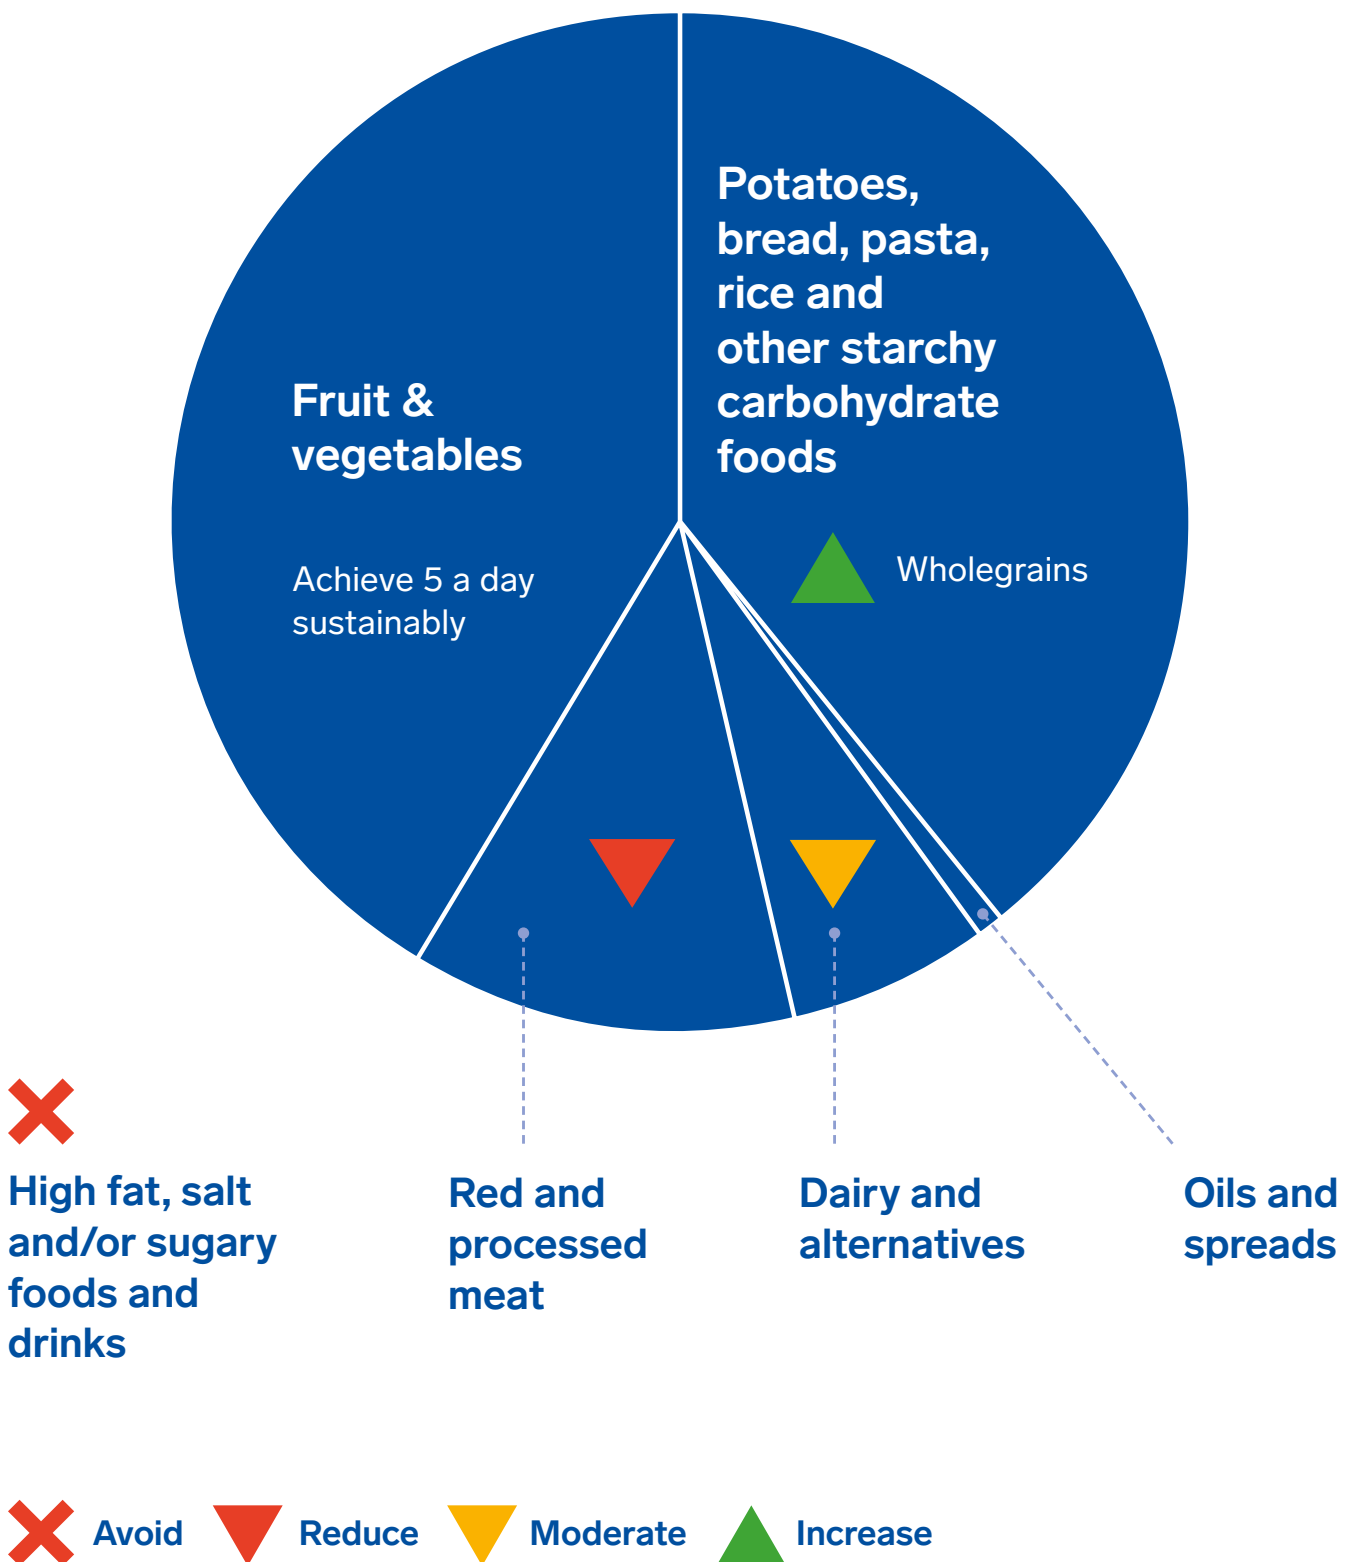 Potatoes,
bread, pasta,
rice and
other starchy
carbohydrate
foods
Wholegrains
Fruit &
vegetables
Achieve 5 a day
sustainably
High fat, salt
and/or sugary
foods and
drinks
Red and
processed
meat
Dairy and
alternatives
Oils and
spreads
Avoid
Reduce
Moderate
Increase